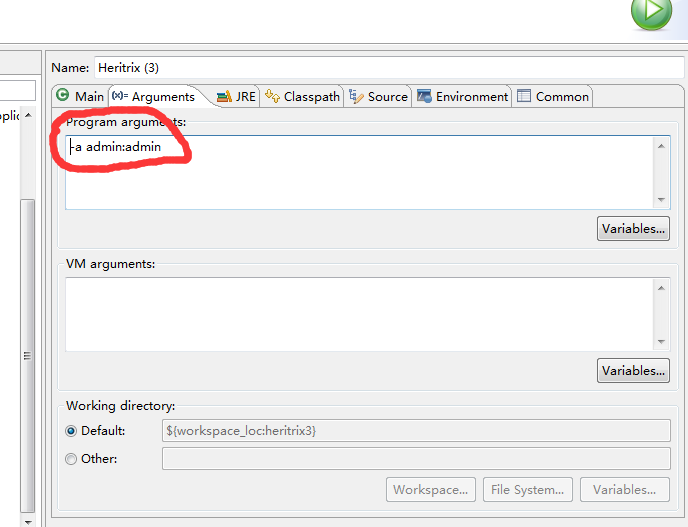 Name: Heritrix (3)
Main (x)= Arguments JRE Classpath Source Environment Common
Program arguments:
-a admin:admin
Variables...
VM arguments:
Variables...
Working directory:
Default: ${workspace_loc:heritrix3}
Other:
Workspace... File System... Variables...